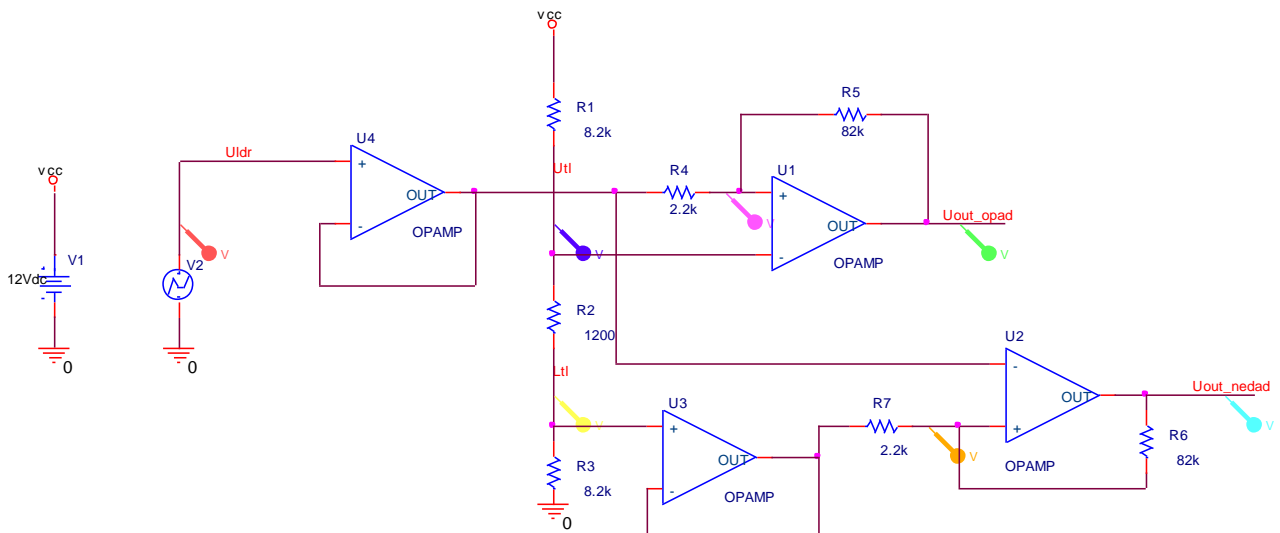 vcc
R1
8.2k
R5
82k
U4
+
-
OUT
OPAMP
Uldr
Utl
R4
2.2k
U1
+
-
OUT
OPAMP
Uout_opad
V
V
V
V
vcc
V1
12Vdc
0
V2
0
R2
1200
Ltl
V
U3
+
-
OUT
OPAMP
R3
8.2k
0
R7
2.2k
V
U2
-
+
OUT
OPAMP
Uout_nedad
V
R6
82k